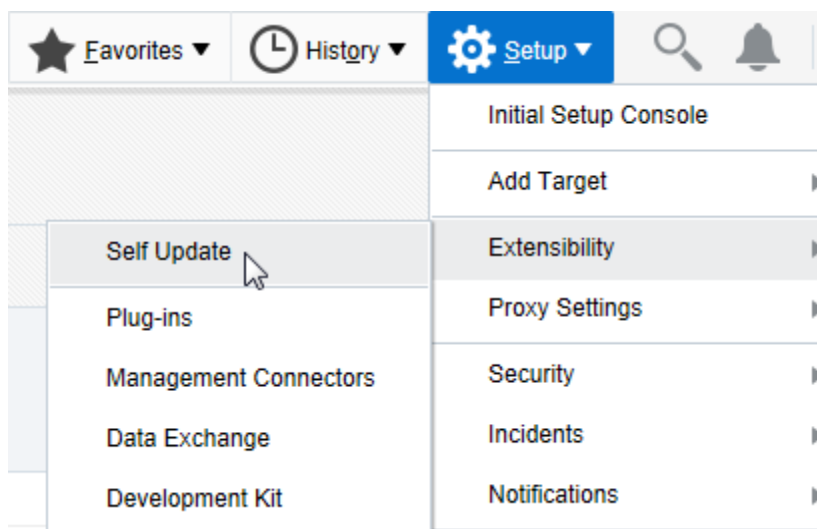 Favorites ▼
History ▼
Setup ▼
Initial Setup Console
Add Target
Extensibility
Proxy Settings
Security
Incidents
Notifications
Self Update
Plug-ins
Management Connectors
Data Exchange
Development Kit